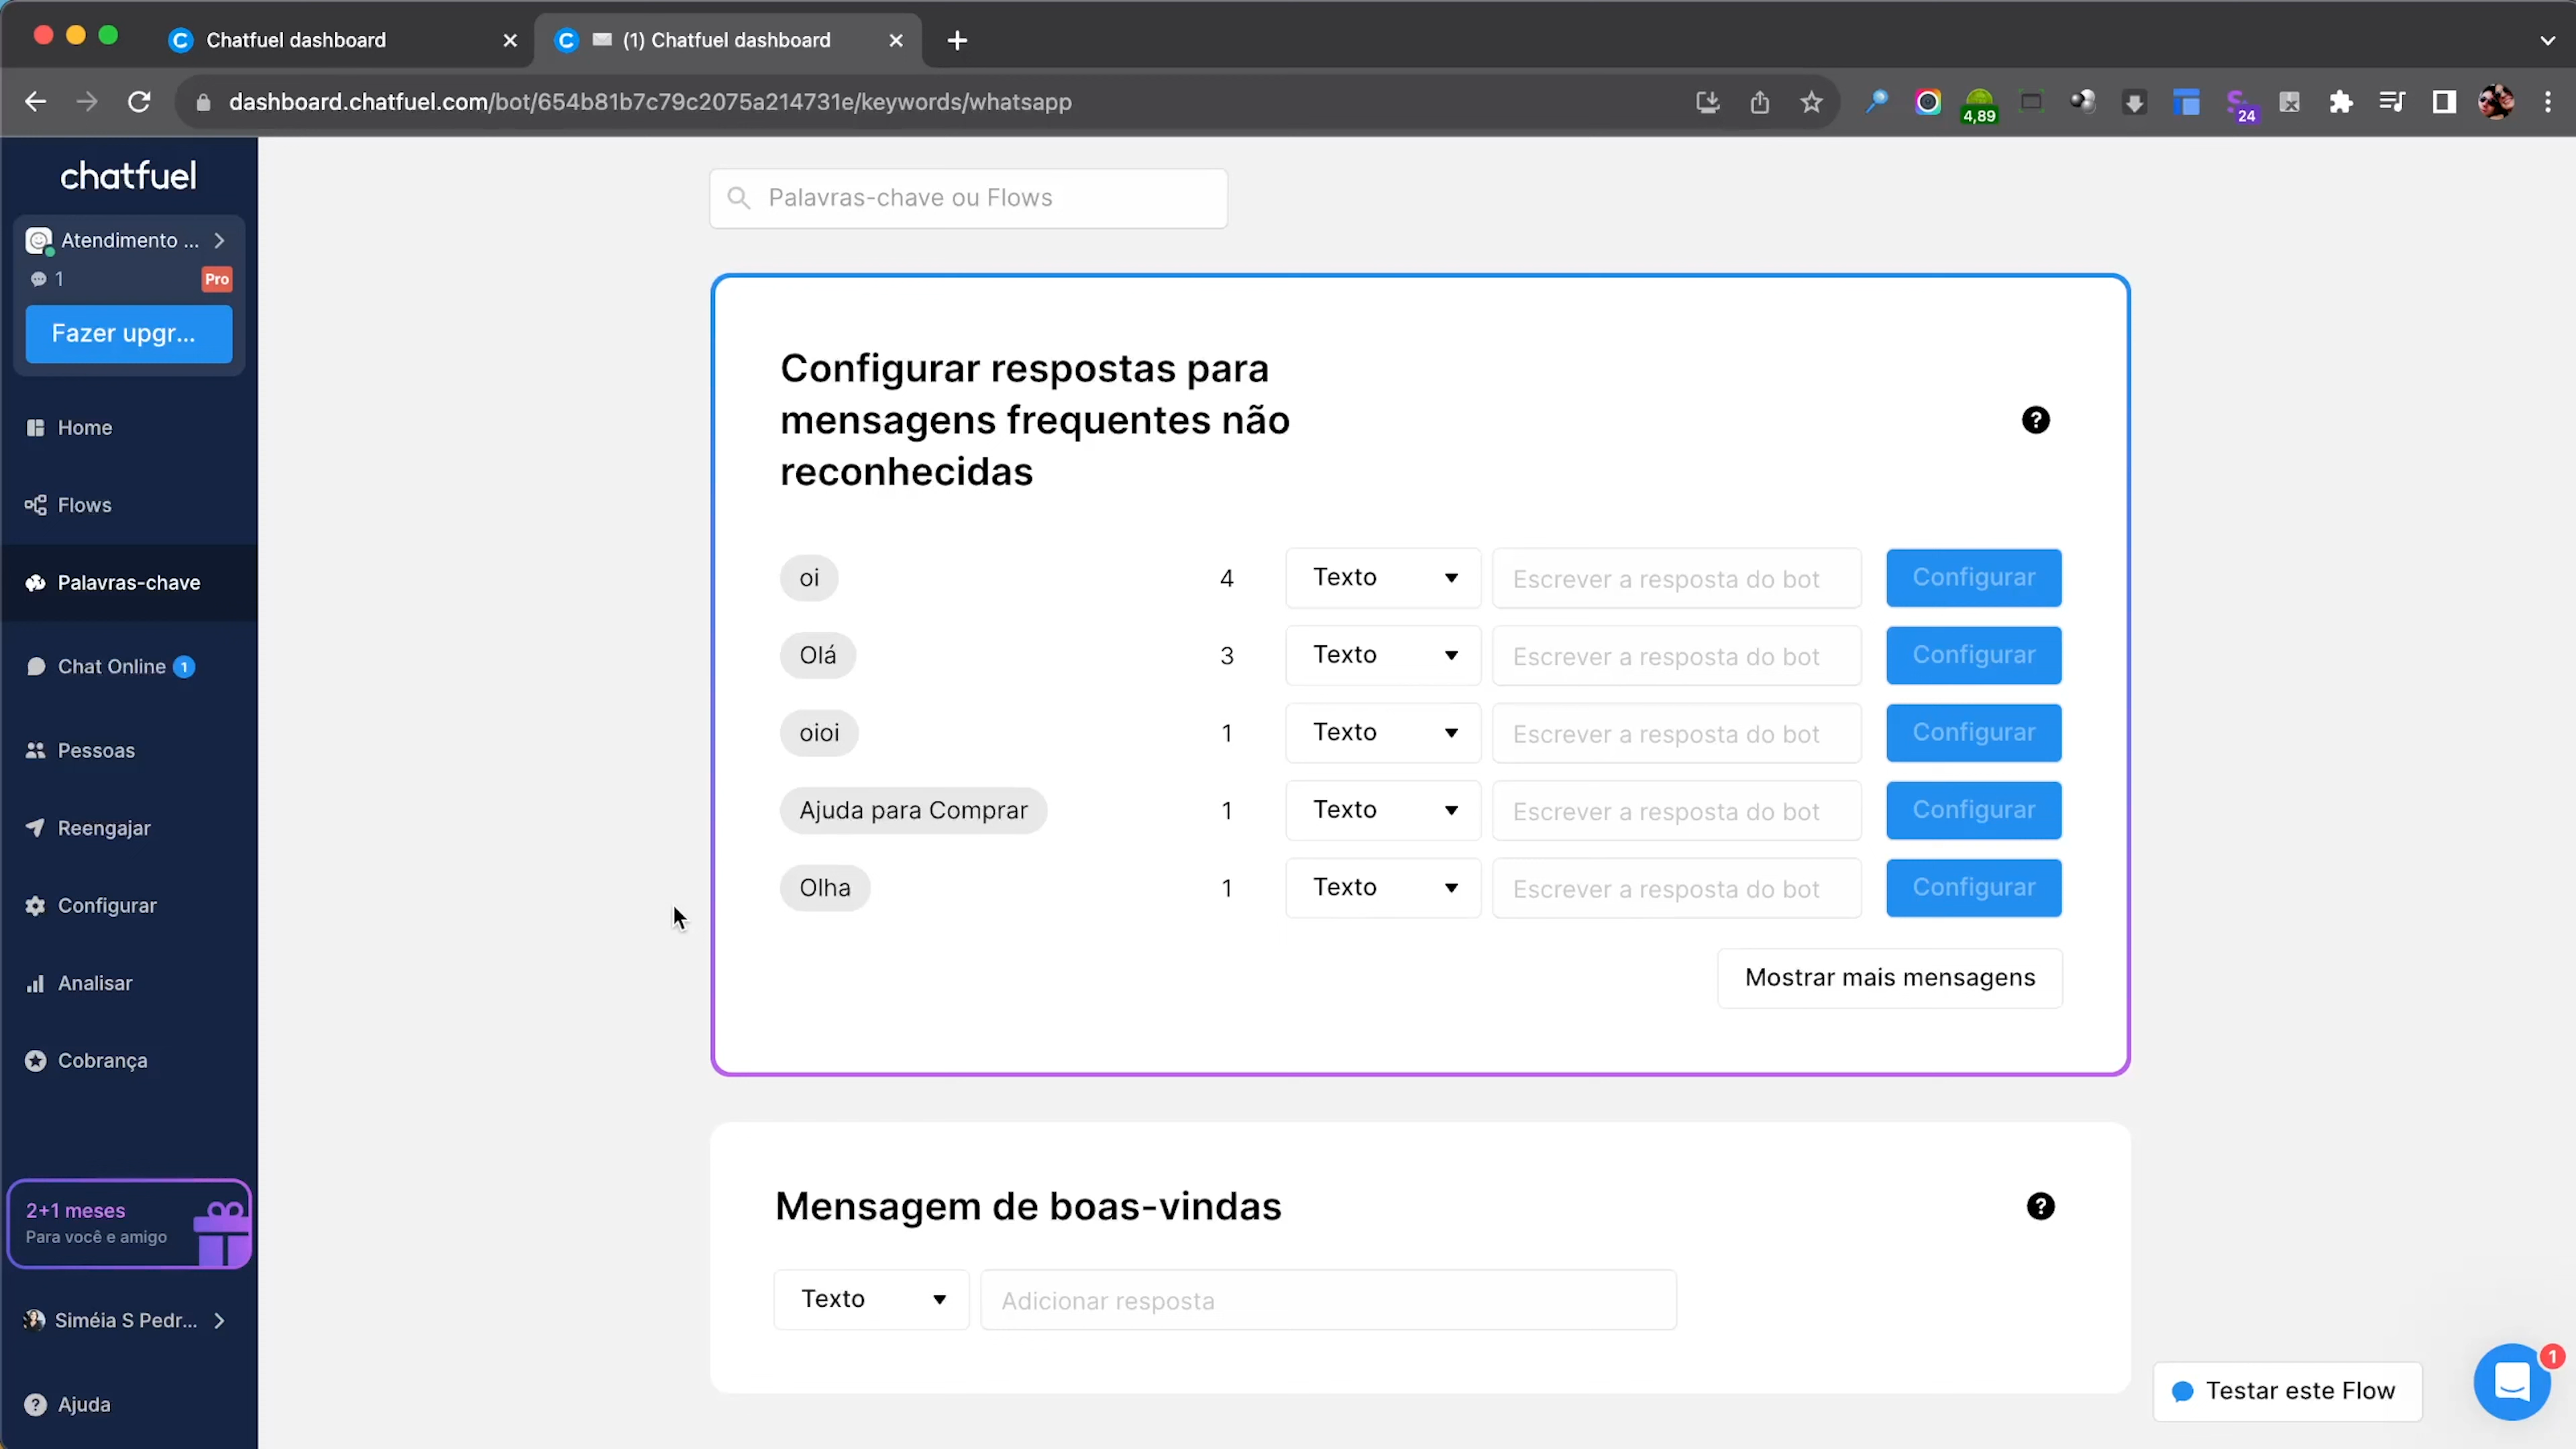 Chatfuel dashboard
(1) Chatfuel dashboard
dashboard.chatfuel.com/bot/654b81b7c79c2075a214731e/keywords/whatsapp
4,89
24
chatfuel
Atendimento ...
1
Pro
Fazer upgr...
Home
Flows
Palavras-chave
Chat Online 1
Pessoas
Reengajar
Configurar
Analisar
Cobrança
2+1 meses
Para você e amigo
Siméia S Pedr...
Ajuda
Palavras-chave ou Flows
Configurar respostas para
mensagens frequentes não
reconhecidas
?
oi 4 Texto Escrever a resposta do bot Configurar
Olá 3 Texto Escrever a resposta do bot Configurar
oioi 1 Texto Escrever a resposta do bot Configurar
Ajuda para Comprar 1 Texto Escrever a resposta do bot Configurar
Olha 1 Texto Escrever a resposta do bot Configurar
Mostrar mais mensagens
Mensagem de boas-vindas
?
Texto Adicionar resposta
Testar este Flow
1